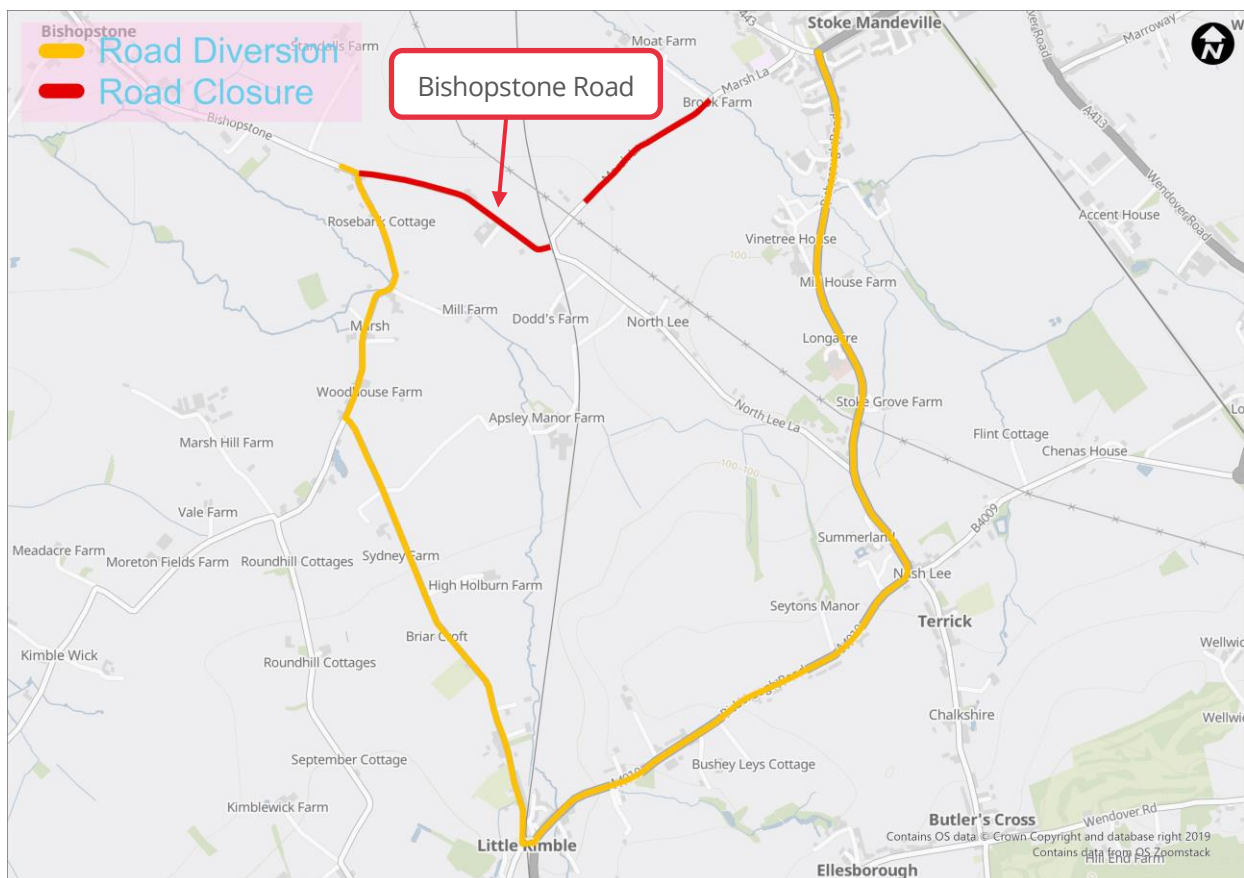 Bishopstone
Stoke Mandeville
Road Diversion
Road Closure
Bishopstone Road
N
Moat Farm
Marroway
Marsh La
A413
Wendover Road
Bishopstone
Rosebank Cottage
Vinetree House
Accent House
100
Mill House Farm
Mill Farm
Dodd's Farm
North Lee
Marsh
Longacre
Woodhouse Farm
Stoke Grove Farm
Apsley Manor Farm
North Lee La
Marsh Hill Farm
Flint Cottage
Chenas House
100-100
Vale Farm
B4009
Meadacre Farm
Moreton Fields Farm
Roundhill Cottages
Sydney Farm
Summerland
Nash Lee
High Holburn Farm
Seytons Manor
Terrick
Briar Croft
Kimble Wick
Roundhill Cottages
Chalkshire
September Cottage
Bushey Leys Cottage
Kimblewick Farm
Little Kimble
Butler's Cross
Wendover Rd
Ellesborough
Hill End Farm
Contains OS data © Crown Copyright and database right 2019
Contains data from OS Zoomstack